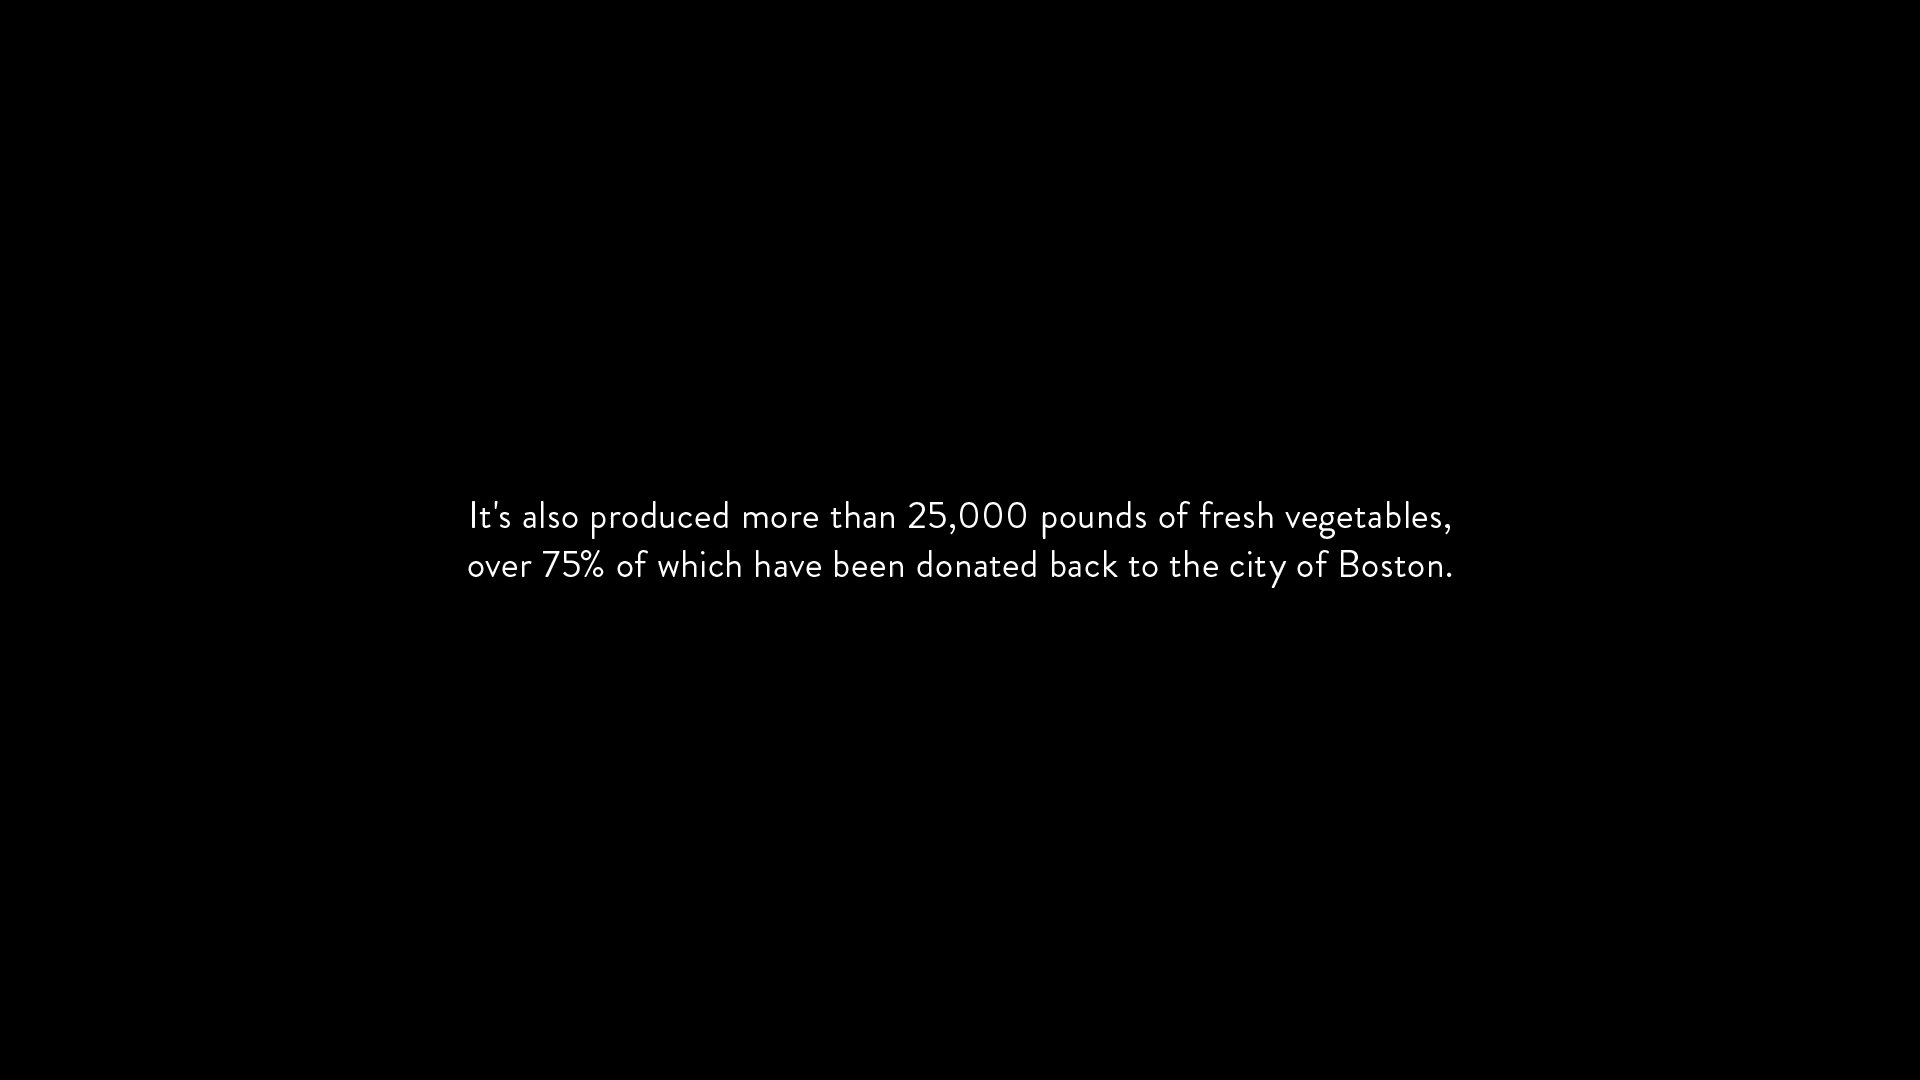 It's also produced more than 25,000 pounds of fresh vegetables,
over 75% of which have been donated back to the city of Boston.